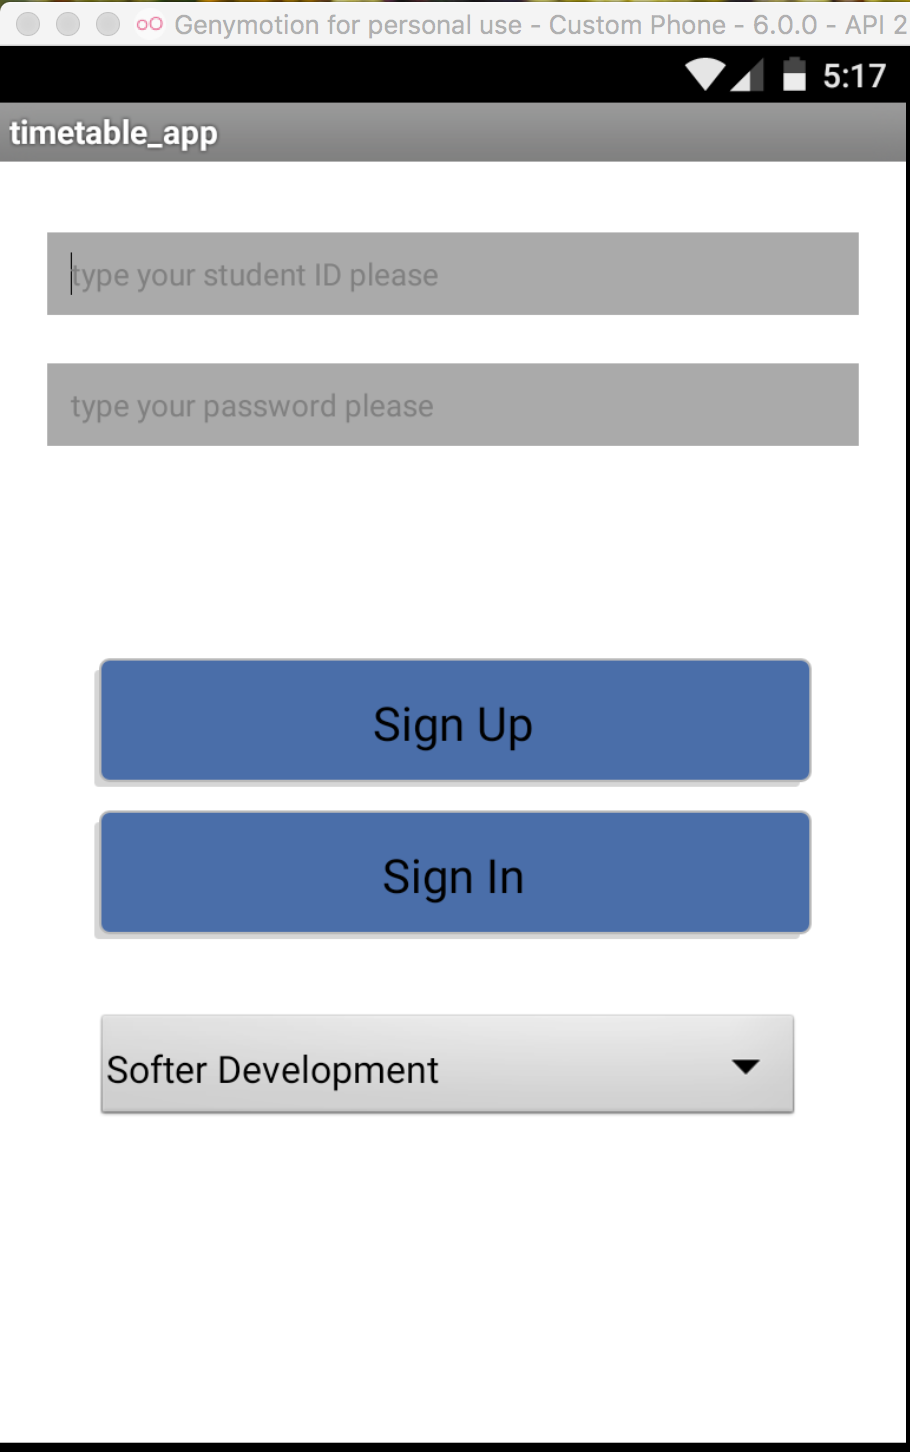 Genymotion for personal use - Custom Phone - 6.0.0 - API 2
5:17
timetable_app
type your student ID please
type your password please
Sign Up
Sign In
Softer Development